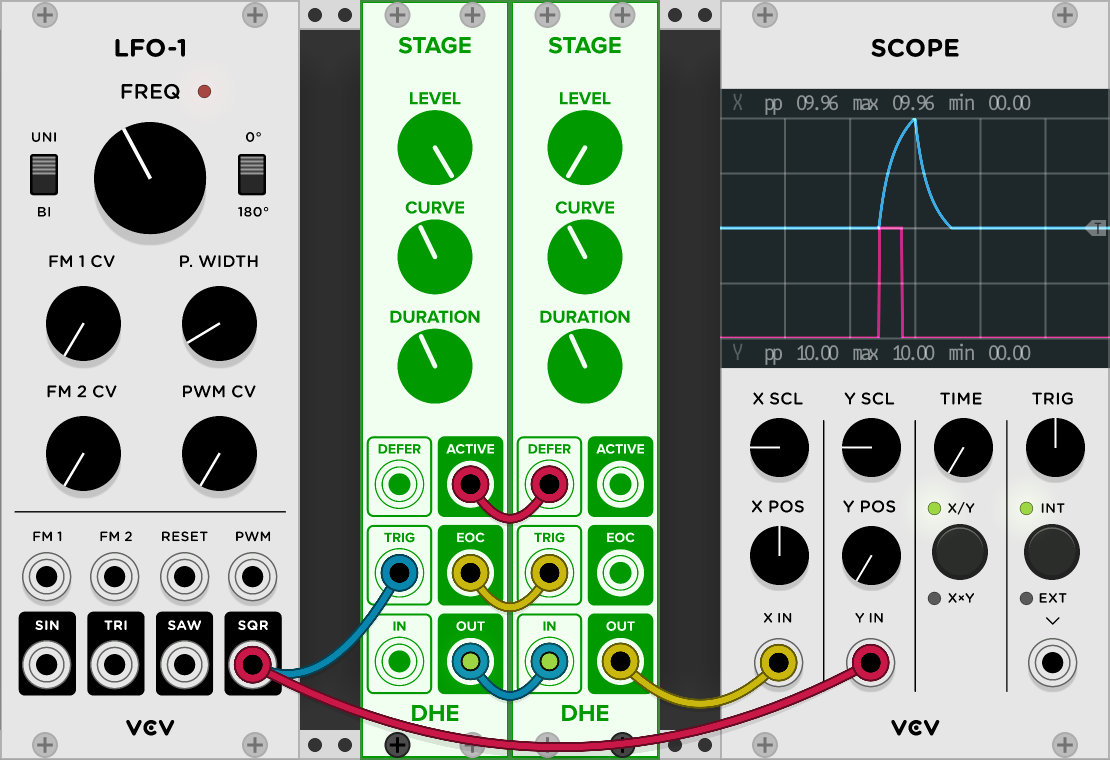 LFO-1
FREQ
UNI
0°
BI
180°
FM 1 CV
P. WIDTH
FM 2 CV
PWM CV
FM 1
FM 2
RESET
PWM
SIN
TRI
SAW
SQR
VCV
STAGE
LEVEL
CURVE
DURATION
DEFER
ACTIVE
TRIG
EOC
IN
OUT
DHE
STAGE
LEVEL
CURVE
DURATION
DEFER
ACTIVE
TRIG
EOC
IN
OUT
DHE
SCOPE
X pp 09.96 max 09.96 min 00.00
T
Y pp 10.00 max 10.00 min 00.00
X SCL
Y SCL
TIME
TRIG
X POS
Y POS
X/Y
INT
X×Y
EXT
X IN
Y IN
VCV